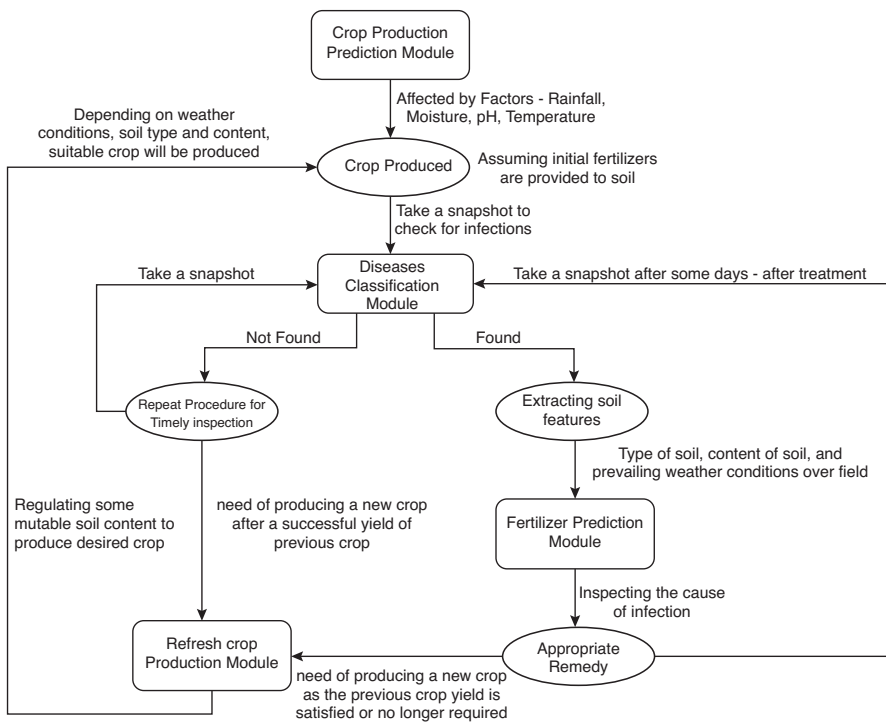 Crop Production
Prediction Module
Affected by Factors - Rainfall,
Moisture, pH, Temperature
Depending on weather
conditions, soil type and content,
suitable crop will be produced
Crop Produced
Assuming initial fertilizers
are provided to soil
Take a snapshot to
check for infections
Take a snapshot
Diseases
Classification
Module
Take a snapshot after some days - after treatment
Not Found
Found
Repeat Procedure for
Timely inspection
Extracting soil
features
Type of soil, content of soil, and
prevailing weather conditions over field
Regulating some
mutable soil content to
produce desired crop
need of producing a new crop
after a successful yield of
previous crop
Fertilizer Prediction
Module
Inspecting the cause
of infection
Refresh crop
Production Module
Appropriate
Remedy
need of producing a new crop
as the previous crop yield is
satisfied or no longer required